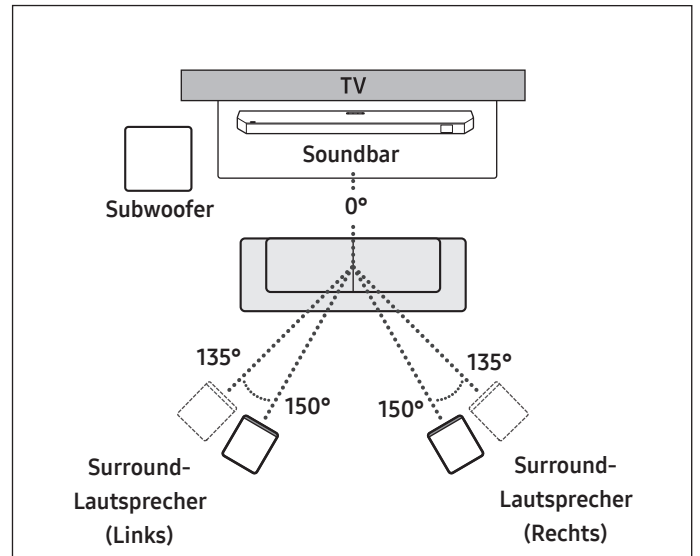 TV
Soundbar
Subwoofer
0°
135°
150°
150°
135°
Surround-
Lautsprecher
(Links)
Surround-
Lautsprecher
(Rechts)